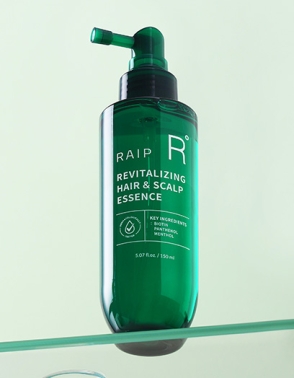 RAIP R°
REVITALIZING
HAIR & SCALP
ESSENCE
KEY INGREDIENTS
: BIOTIN
PANTHENOL
MENTHOL
5.07 fl.oz. / 150 ml